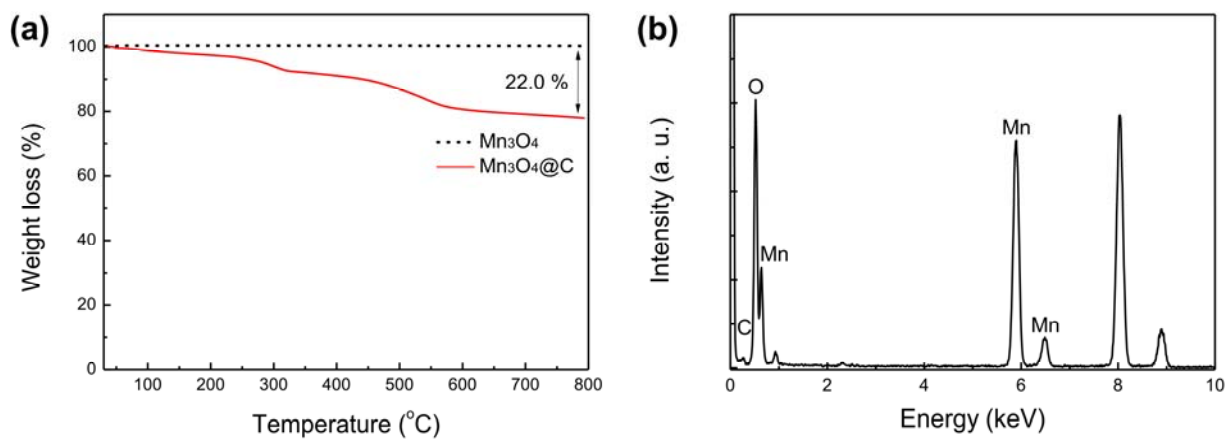 (a)
100
80
60
40
20
0
Weight loss (%)
22.0 %
Mn3O4
Mn3O4@C
100 200 300 400 500 600 700 800
Temperature (°C)
(b)
Intensity (a. u.)
O
Mn
C
Mn
Mn
0 2 4 6 8 10
Energy (keV)